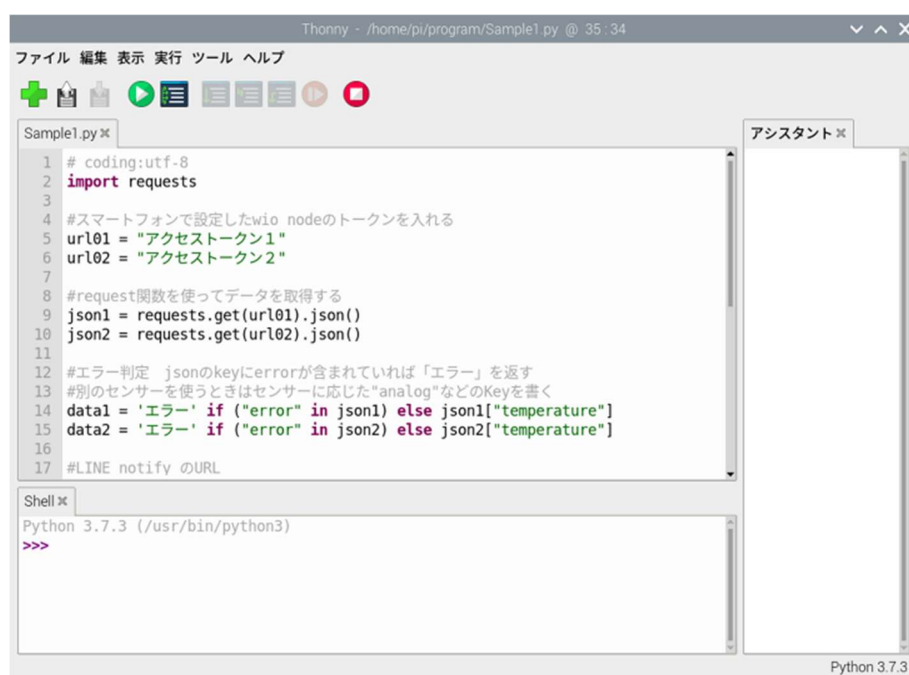 Thonny - /home/pi/program/Sample1.py @ 35:34
ファイル 編集 表示 実行 ツール ヘルプ
Sample1.py
1 # coding:utf-8
2 import requests
3
4 #スマートフォンで設定したwio nodeのトークンを入れる
5 url01 = "アクセストークン１"
6 url02 = "アクセストークン２"
7
8 #request関数を使ってデータを取得する
9 json1 = requests.get(url01).json()
10 json2 = requests.get(url02).json()
11
12 #エラー判定　jsonのkeyにerrorが含まれていれば「エラー」を返す
13 #別のセンサーを使うときはセンサーに応じた"analog"などのKeyを書く
14 data1 = 'エラー' if ("error" in json1) else json1["temperature"]
15 data2 = 'エラー' if ("error" in json2) else json2["temperature"]
16
17 #LINE notify のURL
アシスタント
Shell
Python 3.7.3 (/usr/bin/python3)
>>>
Python 3.7.3